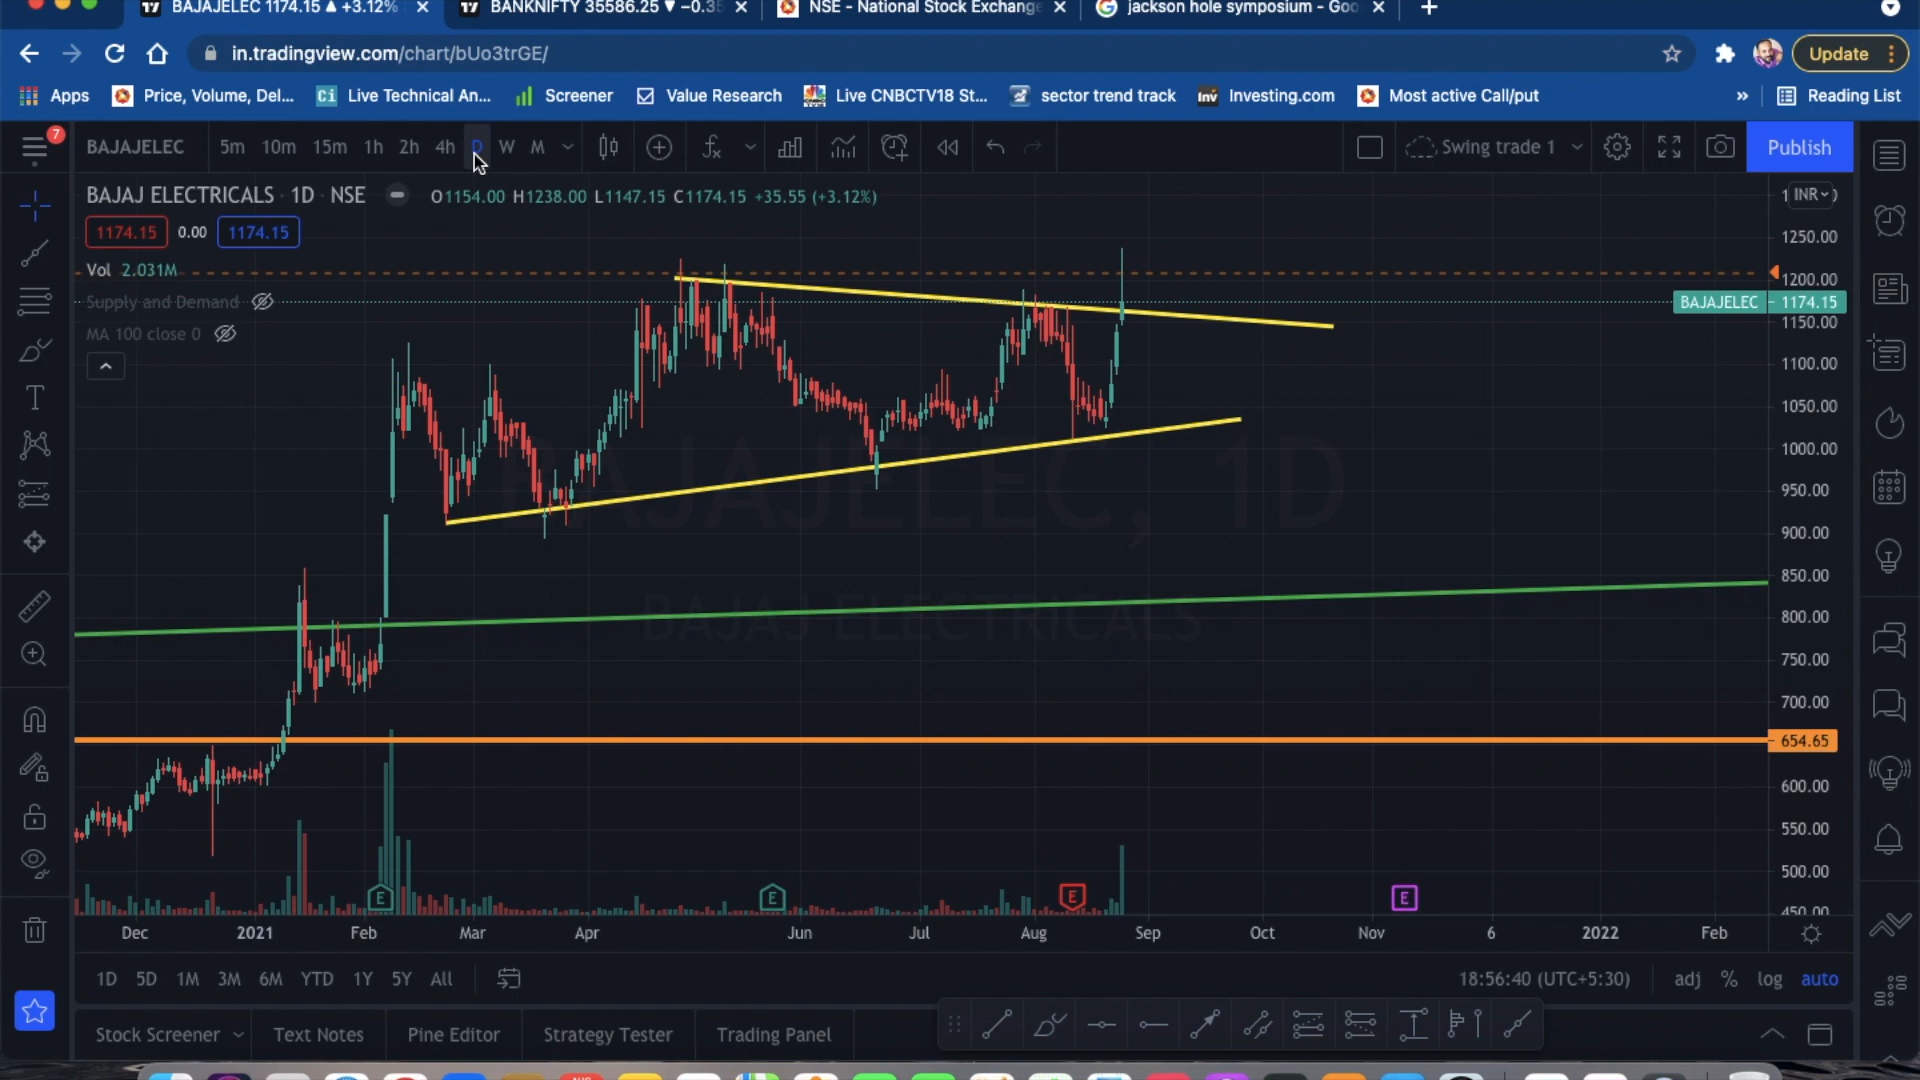 BAJAJELEC 1174.15 ▲ +3.12% × BANKNIFTY 35586.25 ▼ −0.35 × NSE - National Stock Exchange × jackson hole symposium - Goo × +
in.tradingview.com/chart/bUo3trGE/ Update
Apps Price, Volume, Del... Ci Live Technical An... Screener Value Research Live CNBCTV18 St... sector trend track Inv Investing.com Most active Call/put » Reading List
7
BAJAJELEC 5m 10m 15m 1h 2h 4h D W M Swing trade 1 Publish
BAJAJ ELECTRICALS · 1D · NSE O1154.00 H1238.00 L1147.15 C1174.15 +35.55 (+3.12%) INR
1174.15 0.00 1174.15
1250.00
Vol 2.031M
1200.00
Supply and Demand
BAJAJELEC 1174.15
1150.00
MA 100 close 0
1100.00
1050.00
1000.00
BAJAJELEC, 1D
950.00
900.00
850.00
BAJAJ ELECTRICALS
800.00
750.00
700.00
654.65
600.00
550.00
500.00
E E E E
450.00
Dec 2021 Feb Mar Apr Jun Jul Aug Sep Oct Nov 6 2022 Feb
1D 5D 1M 3M 6M YTD 1Y 5Y All 18:56:40 (UTC+5:30) adj % log auto
Stock Screener Text Notes Pine Editor Strategy Tester Trading Panel